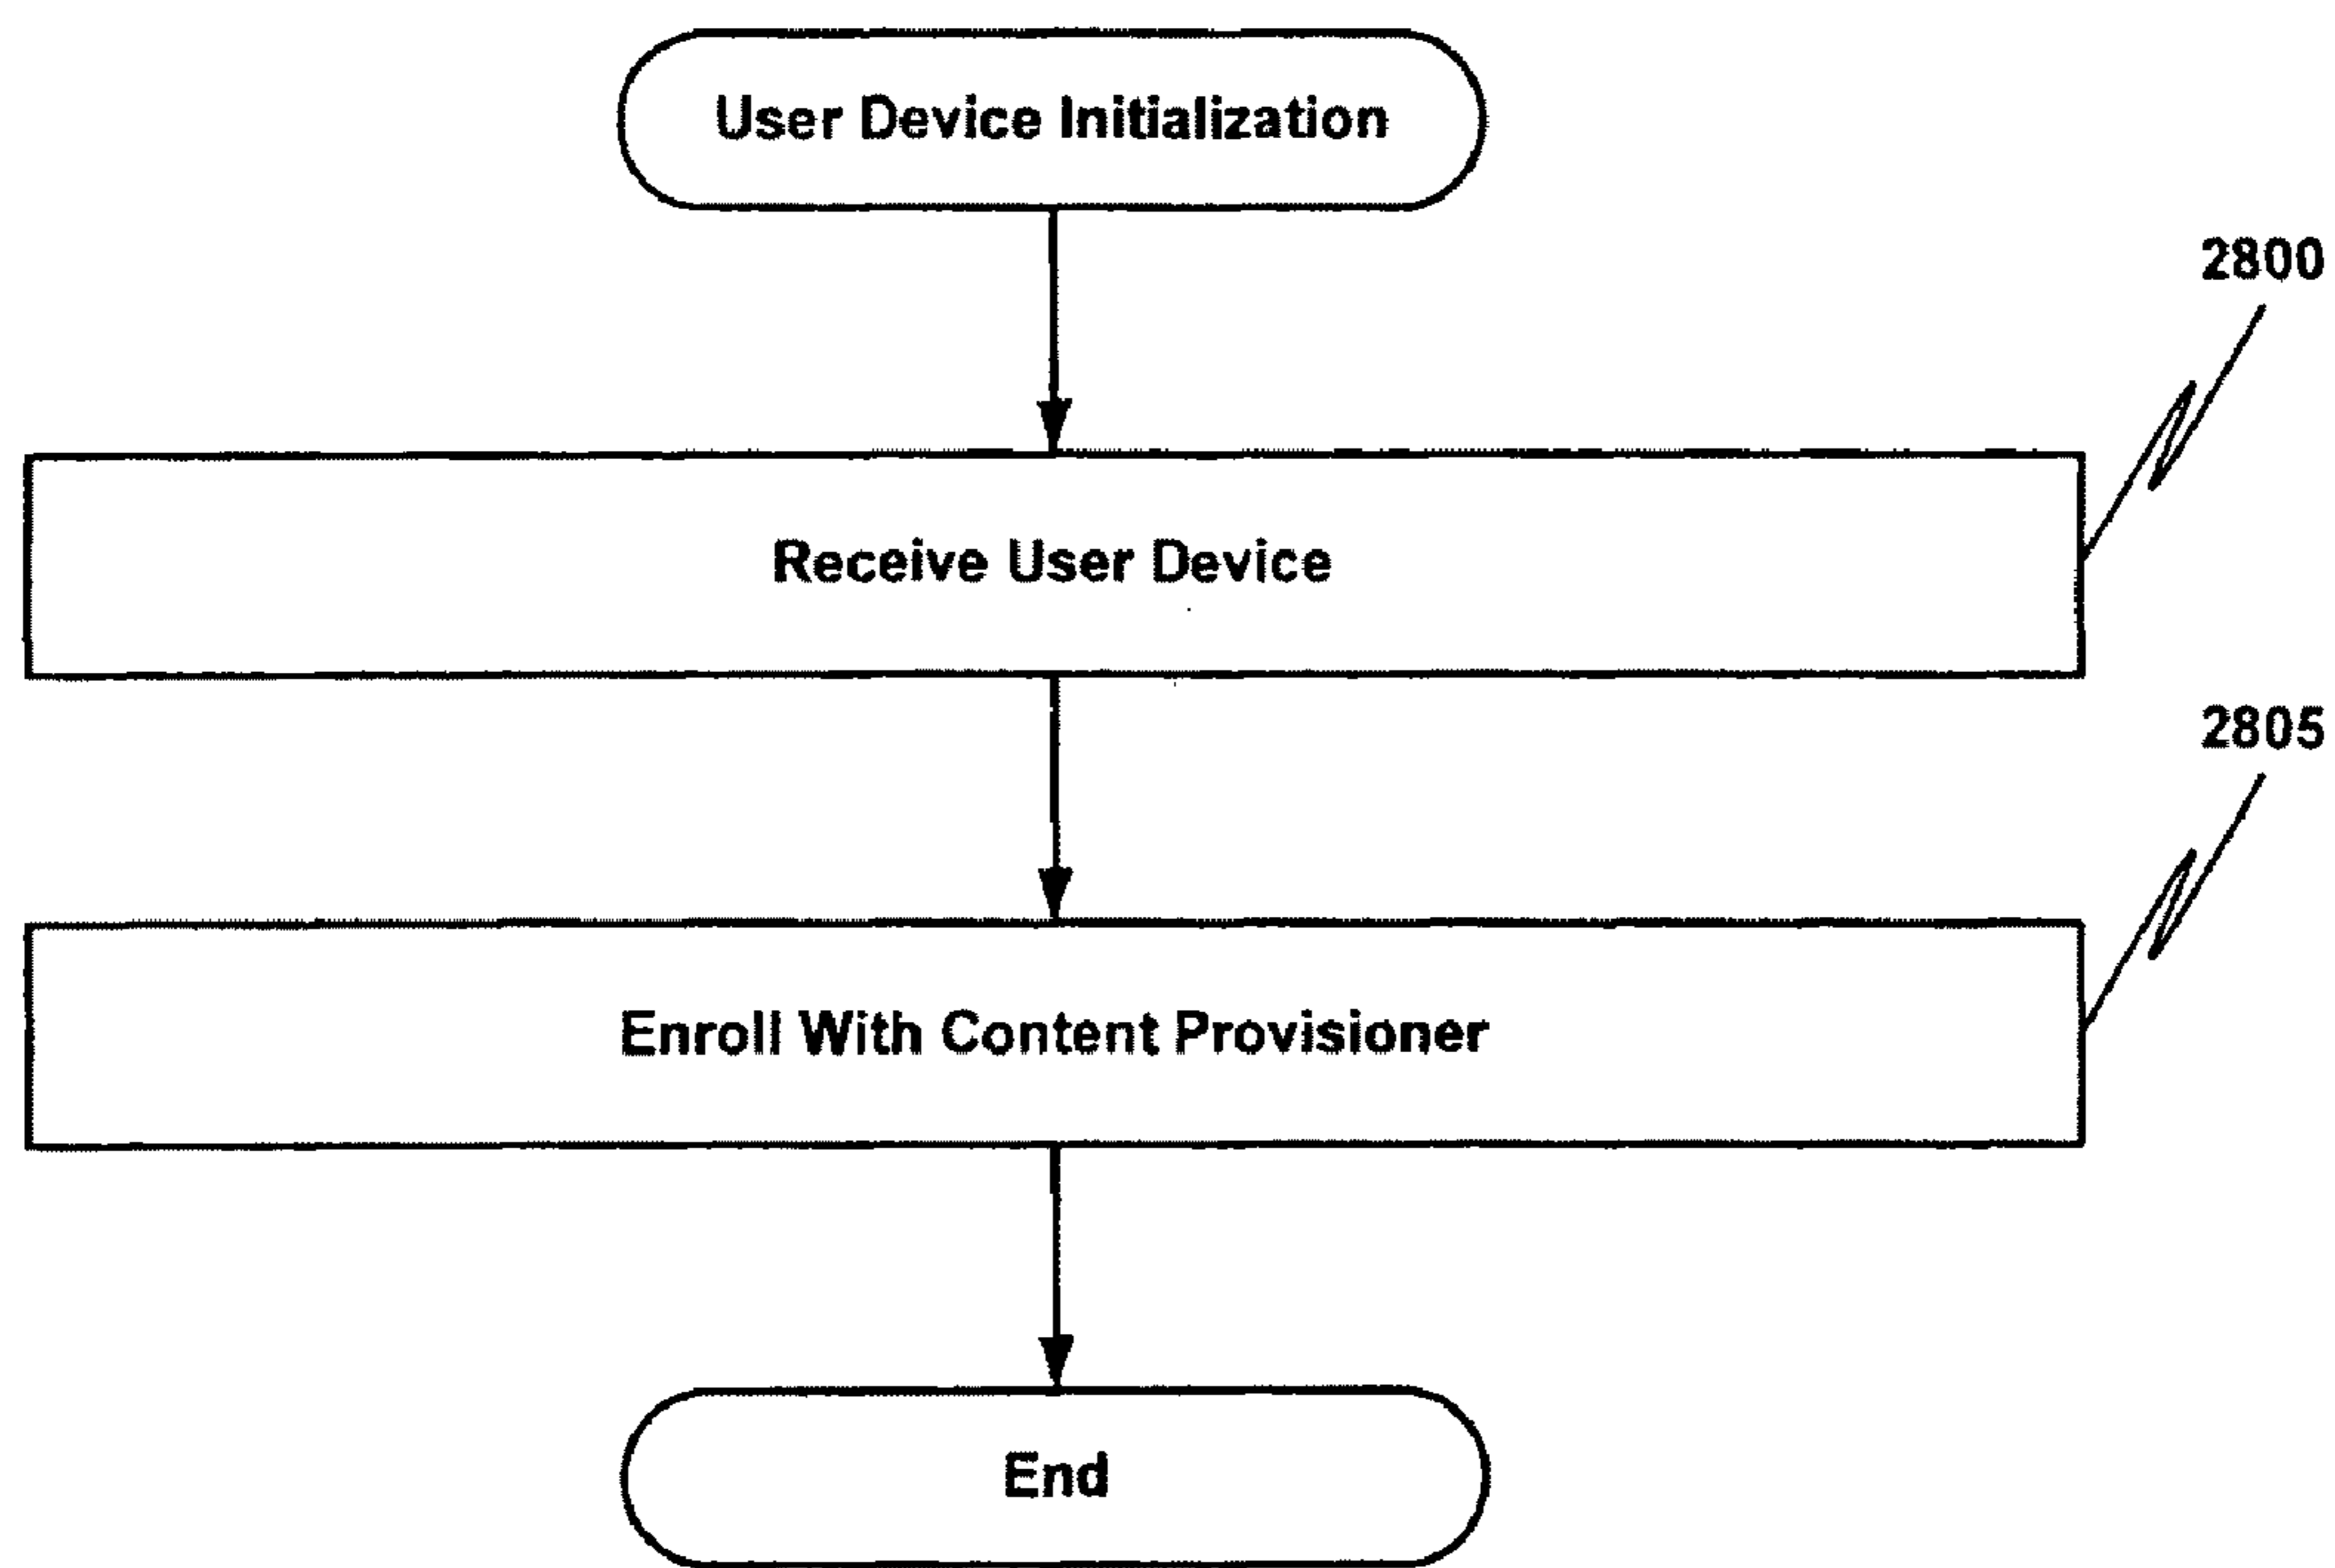 User Device Initialization
2800
Receive User Device
2805
Enroll With Content Provisioner
End